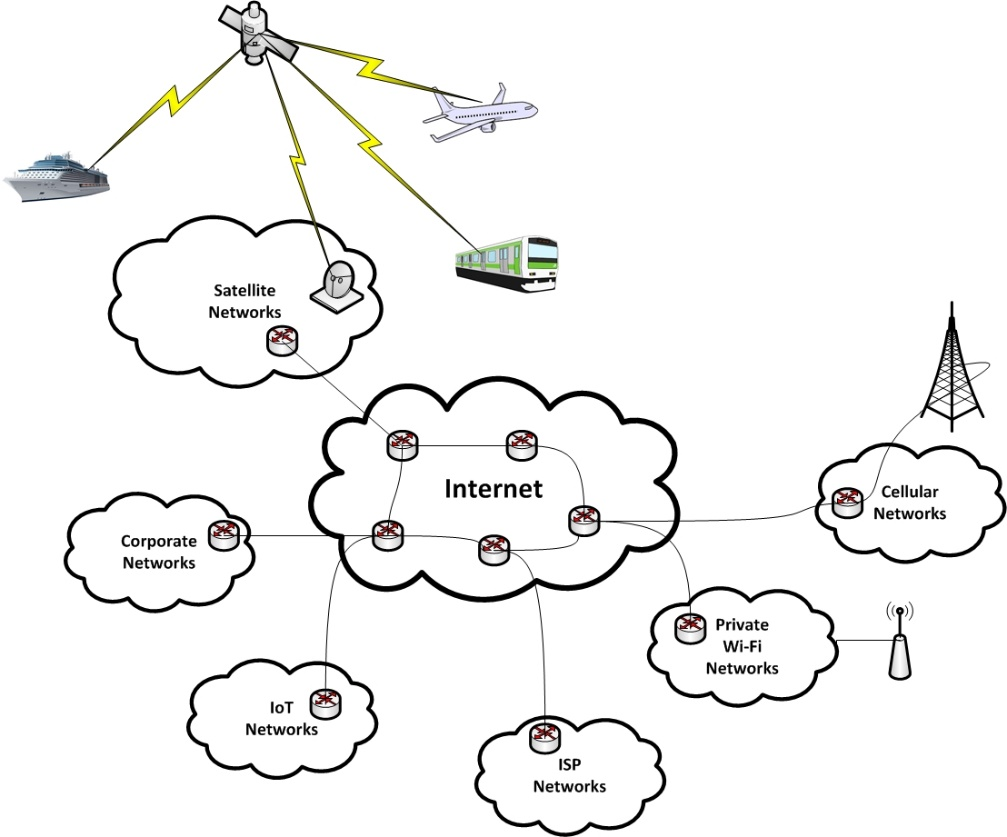 Satellite
Networks
Internet
Cellular
Networks
Corporate
Networks
Private
Wi-Fi
Networks
IoT
Networks
ISP
Networks